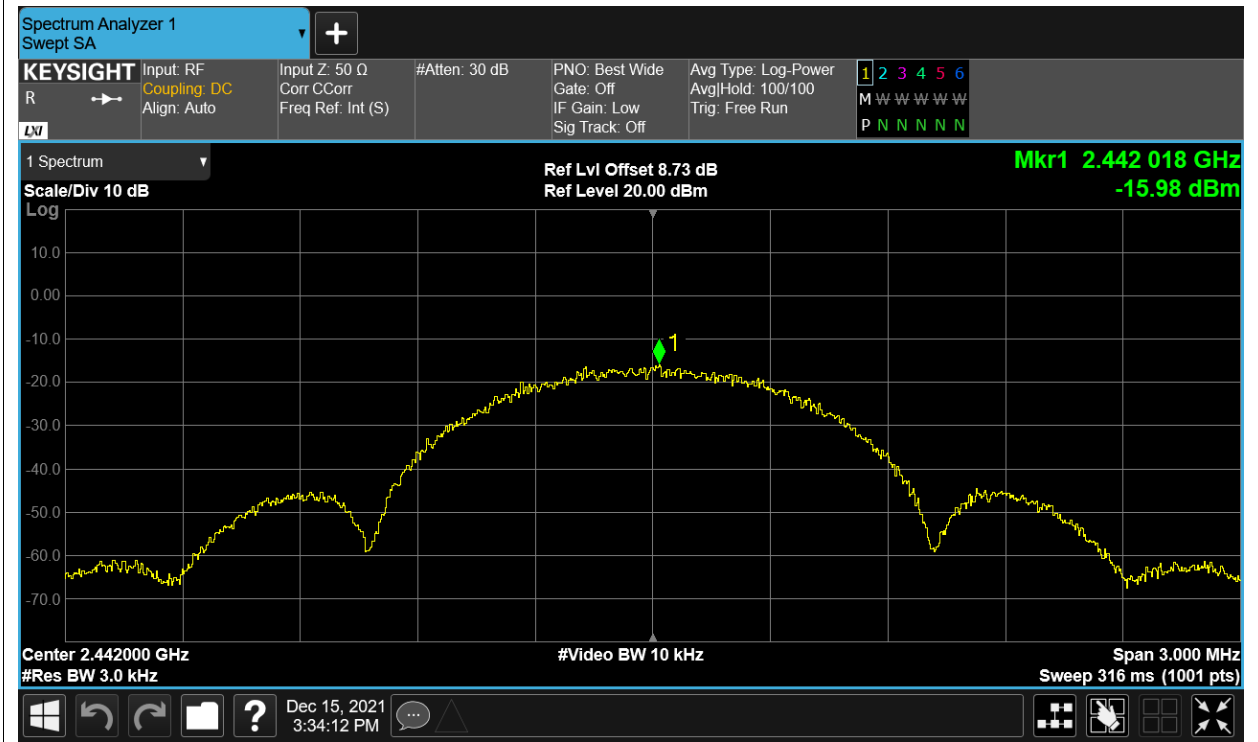 Spectrum Analyzer 1
Swept SA
KEYSIGHT
R
LXI
Input: RF
Coupling: DC
Align: Auto
Input Z: 50 Ω
Corr CCorr
Freq Ref: Int (S)
#Atten: 30 dB
PNO: Best Wide
Gate: Off
IF Gain: Low
Sig Track: Off
Avg Type: Log-Power
Avg|Hold: 100/100
Trig: Free Run
1 2 3 4 5 6
M W W W W W
P N N N N N
1 Spectrum
Scale/Div 10 dB
Ref Lvl Offset 8.73 dB
Ref Level 20.00 dBm
Mkr1 2.442 018 GHz
-15.98 dBm
Log
10.0
0.00
-10.0
-20.0
-30.0
-40.0
-50.0
-60.0
-70.0
1
Center 2.442000 GHz
#Res BW 3.0 kHz
#Video BW 10 kHz
Span 3.000 MHz
Sweep 316 ms (1001 pts)
?
Dec 15, 2021
3:34:12 PM